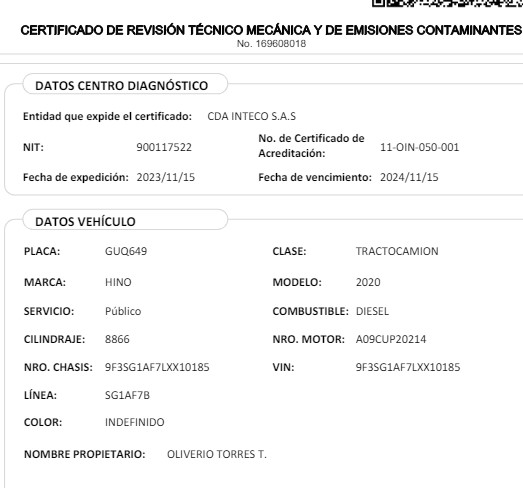 CERTIFICADO DE REVISIÓN TÉCNICO MECÁNICA Y DE EMISIONES CONTAMINANTES
No. 169608018
DATOS CENTRO DIAGNÓSTICO
Entidad que expide el certificado: CDA INTECO S.A.S
NIT: 900117522 No. de Certificado de Acreditación: 11-OIN-050-001
Fecha de expedición: 2023/11/15 Fecha de vencimiento: 2024/11/15
DATOS VEHÍCULO
PLACA: GUQ649 CLASE: TRACTOCAMION
MARCA: HINO MODELO: 2020
SERVICIO: Público COMBUSTIBLE: DIESEL
CILINDRAJE: 8866 NRO. MOTOR: A09CUP20214
NRO. CHASIS: 9F3SG1AF7LXX10185 VIN: 9F3SG1AF7LXX10185
LÍNEA: SG1AF7B
COLOR: INDEFINIDO
NOMBRE PROPIETARIO: OLIVERIO TORRES T.